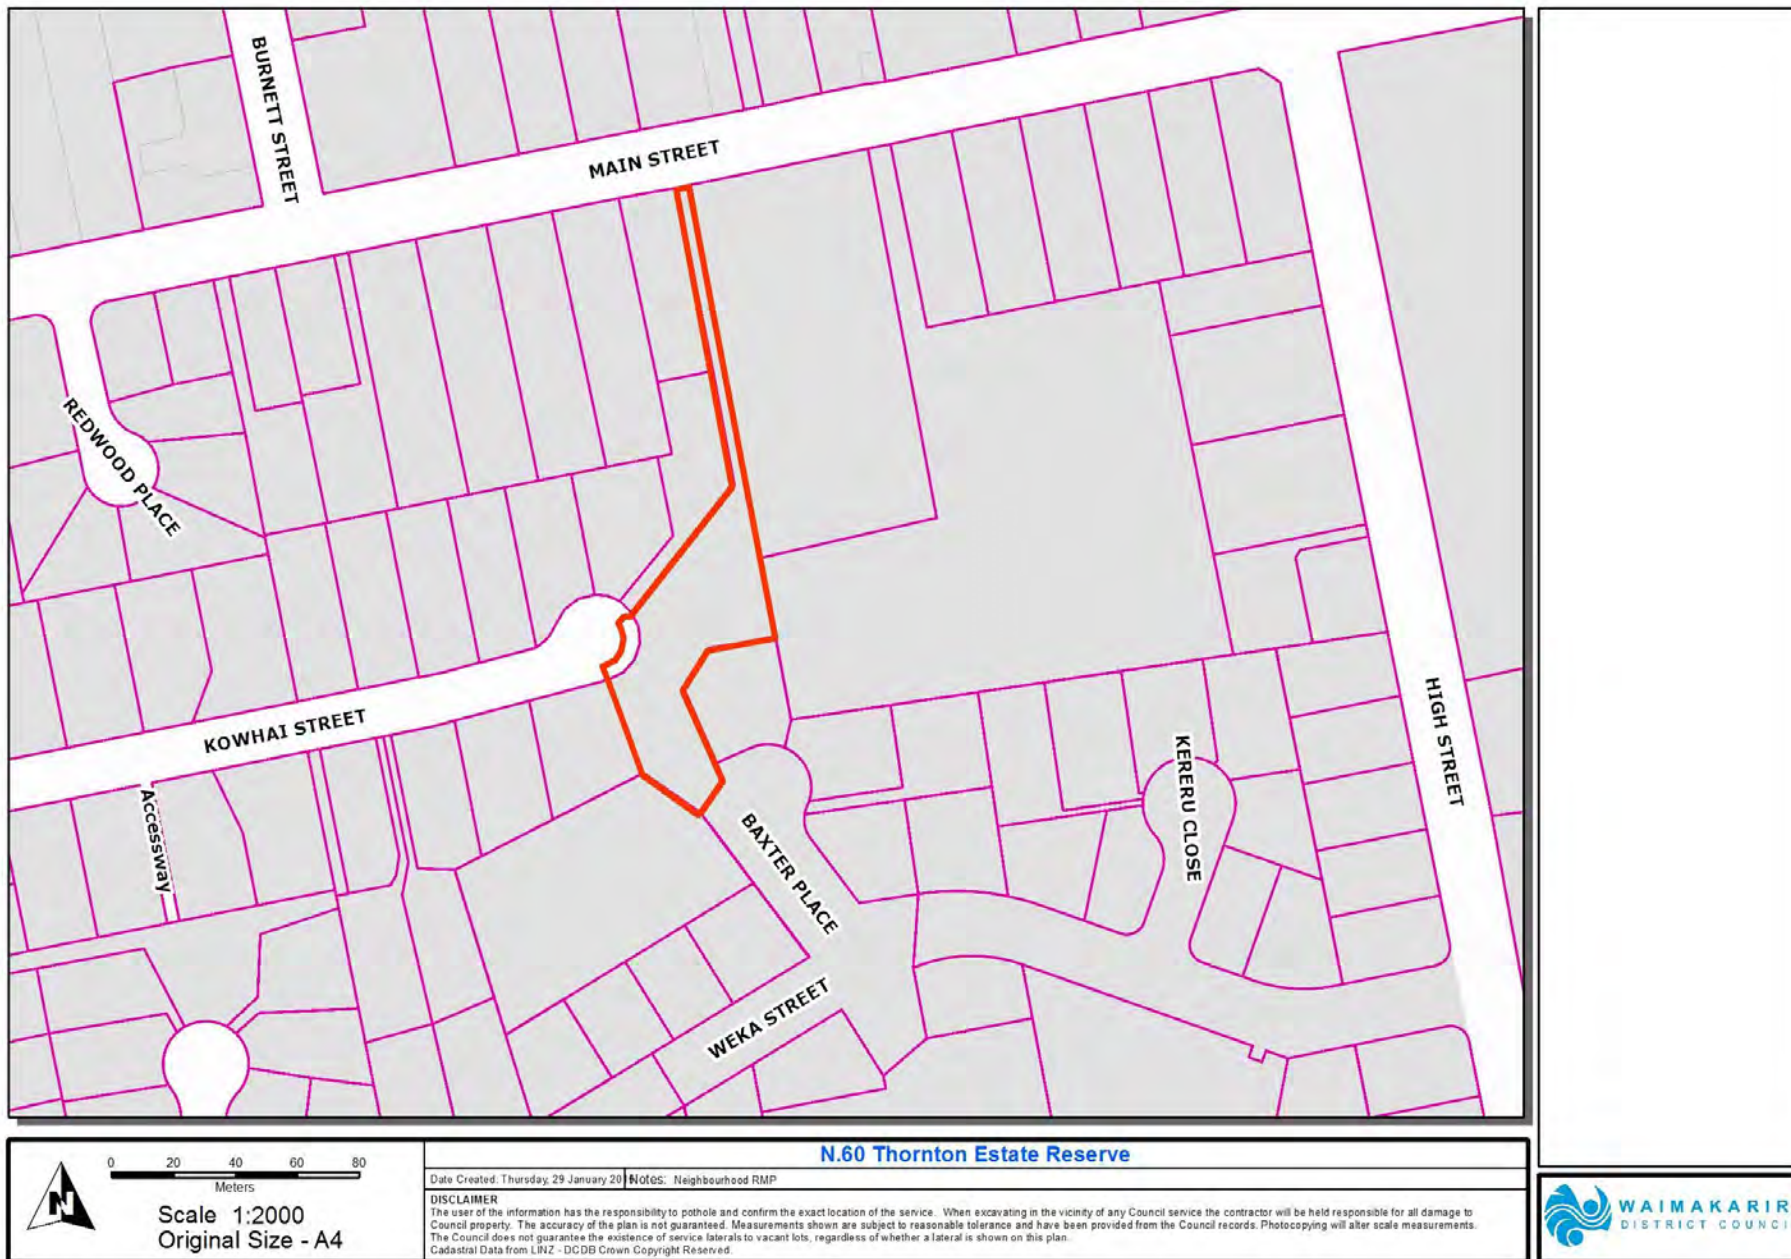 BURNETT STREET
MAIN STREET
REDWOOD PLACE
KOWHAI STREET
Accessway
BAXTER PLACE
WEKA STREET
KERERU CLOSE
HIGH STREET
N
0 20 40 60 80
Meters
Scale 1:2000
Original Size - A4
N.60 Thornton Estate Reserve
Date Created: Thursday, 29 January 20
Notes: Neighbourhood RMP
DISCLAIMER
The user of the information has the responsibility to pothole and confirm the exact location of the service. When excavating in the vicinity of any Council service the contractor will be held responsible for all damage to
Council property. The accuracy of the plan is not guaranteed. Measurements shown are subject to reasonable tolerance and have been provided from the Council records. Photocopying will alter scale measurements.
The Council does not guarantee the existence of service laterals to vacant lots, regardless of whether a lateral is shown on this plan.
Cadastral Data from LINZ - DCDB Crown Copyright Reserved.
WAIMAKARIR
DISTRICT COUNCI